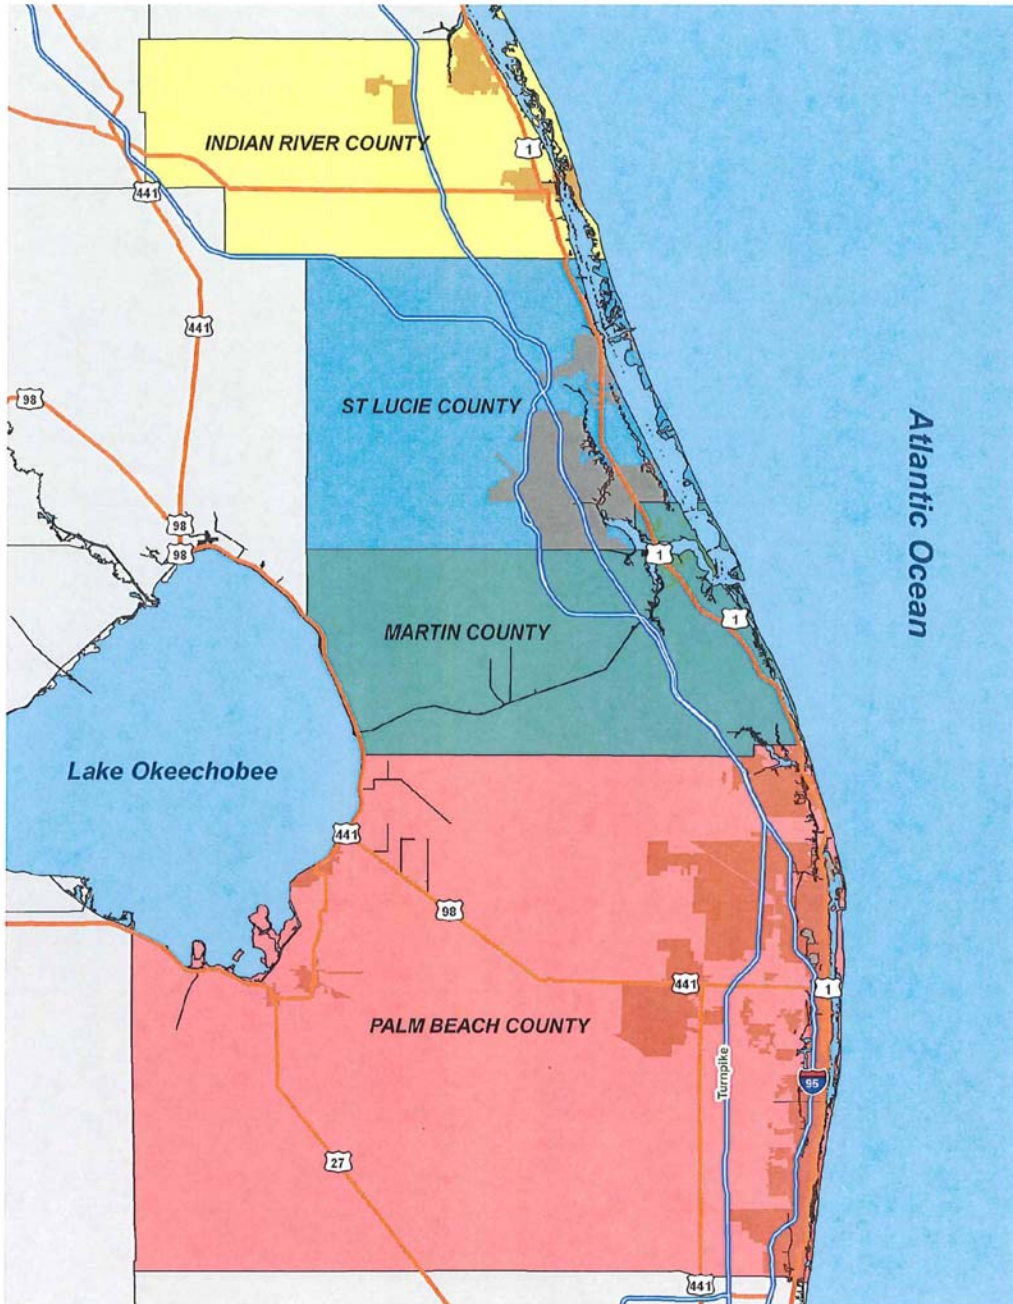 INDIAN RIVER COUNTY
1
441
441
98
ST LUCIE COUNTY
Atlantic Ocean
98
98
1
1
MARTIN COUNTY
Lake Okeechobee
441
98
441
1
PALM BEACH COUNTY
Turnpike
95
27
441